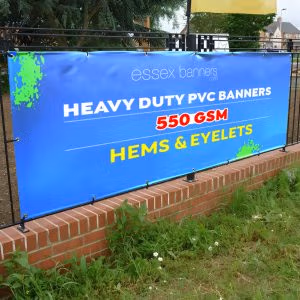 essex banners
HEAVY DUTY PVC BANNERS
550 GSM
HEMS & EYELETS